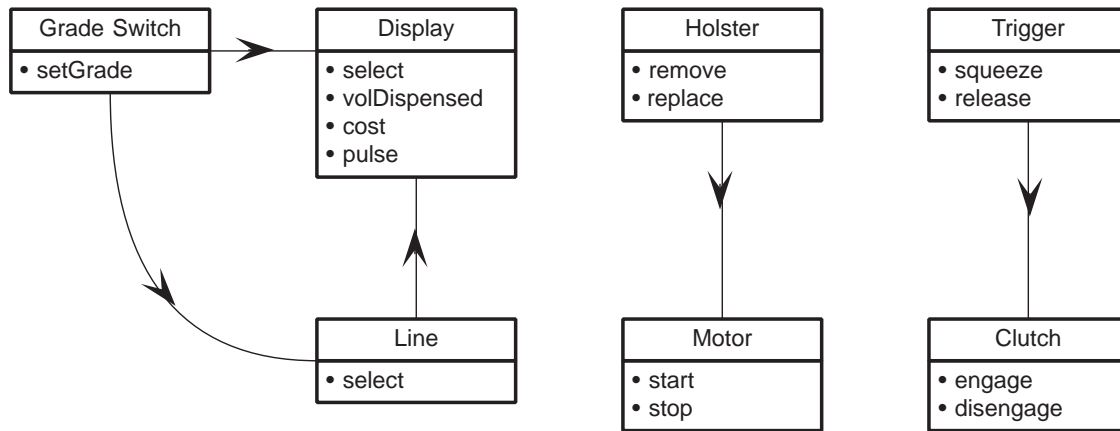 Grade Switch
• setGrade
Display
• select
• volDispensed
• cost
• pulse
Holster
• remove
• replace
Trigger
• squeeze
• release
Line
• select
Motor
• start
• stop
Clutch
• engage
• disengage